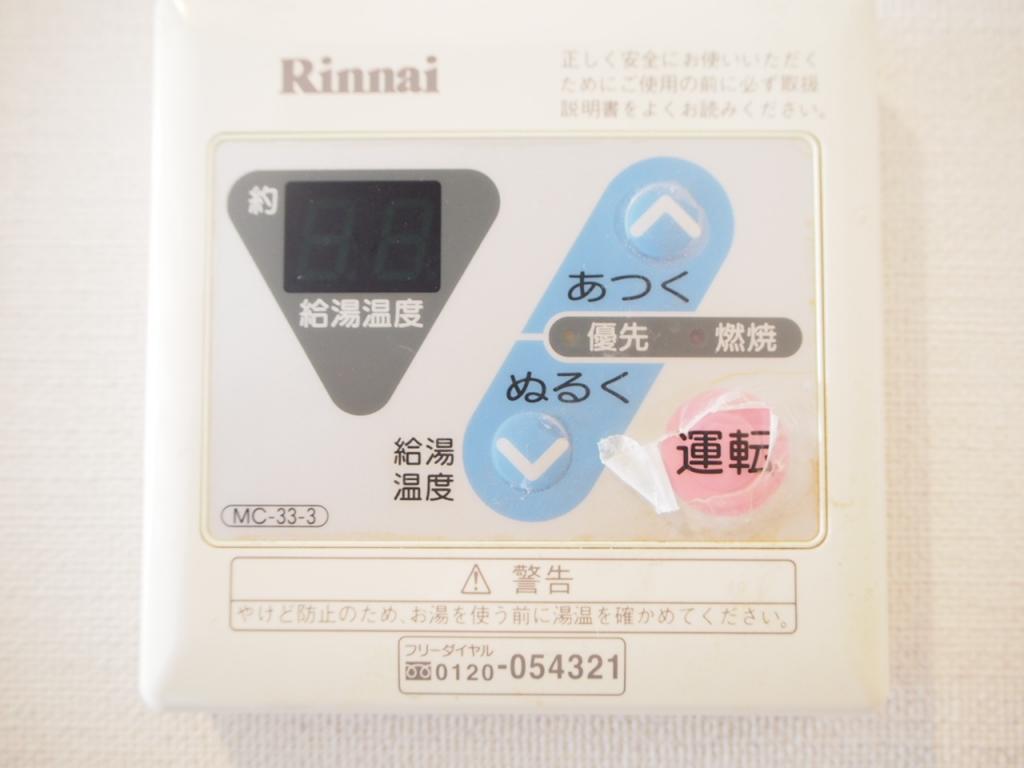 Rinnai
正しく安全にお使いいただく
ためにご使用の前に必ず取扱
説明書をよくお読みください。
約
給湯温度
あつく
優先 燃焼
ぬるく
給湯
温度
運転
MC-33-3
⚠ 警告
やけど防止のため、お湯を使う前に湯温を確かめてください。
フリーダイヤル
0120-054321